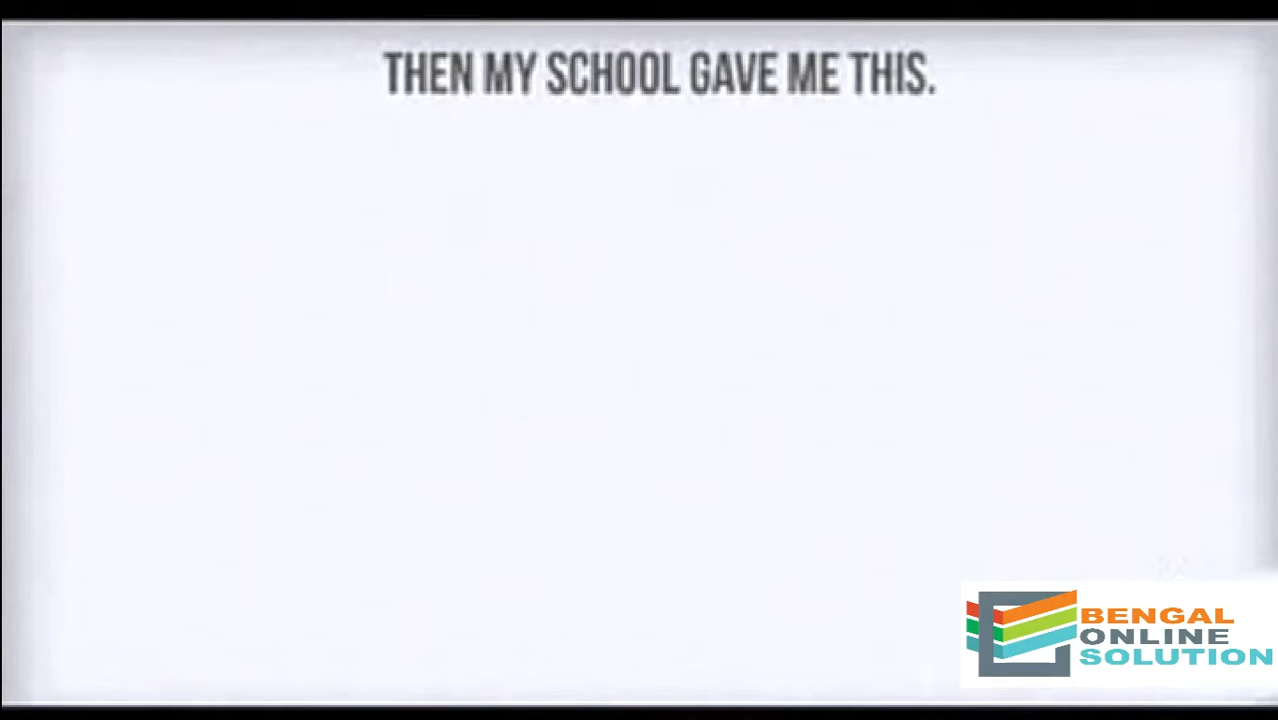 THEN MY SCHOOL GAVE ME THIS.
BENGAL
ONLINE
SOLUTION